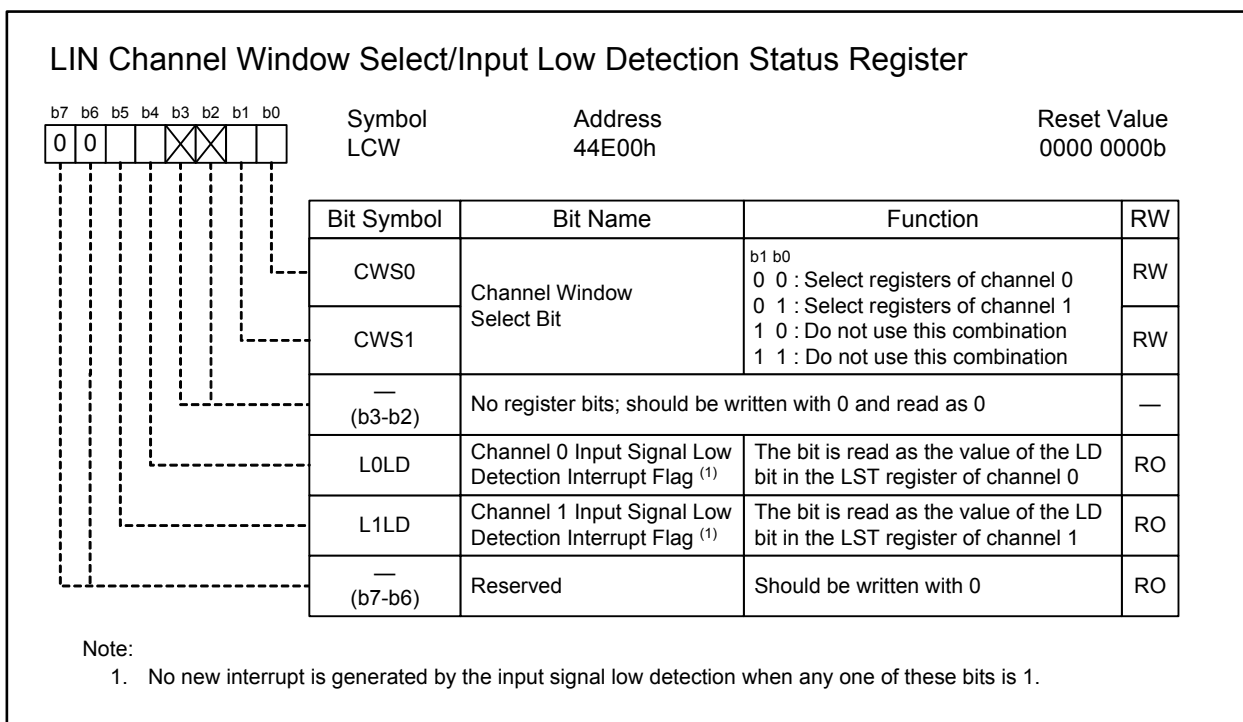 LIN Channel Window Select/Input Low Detection Status Register
b7 b6 b5 b4 b3 b2 b1 b0
0 0
Symbol Address Reset Value
LCW 44E00h 0000 0000b
Bit Symbol Bit Name Function RW
CWS0
CWS1
Channel Window
Select Bit
b1 b0
0 0 : Select registers of channel 0
0 1 : Select registers of channel 1
1 0 : Do not use this combination
1 1 : Do not use this combination
RW
RW
—
(b3-b2)
No register bits; should be written with 0 and read as 0 —
L0LD
Channel 0 Input Signal Low
Detection Interrupt Flag (1)
The bit is read as the value of the LD
bit in the LST register of channel 0
RO
L1LD
Channel 1 Input Signal Low
Detection Interrupt Flag (1)
The bit is read as the value of the LD
bit in the LST register of channel 1
RO
—
(b7-b6)
Reserved Should be written with 0 RO
Note:
1. No new interrupt is generated by the input signal low detection when any one of these bits is 1.